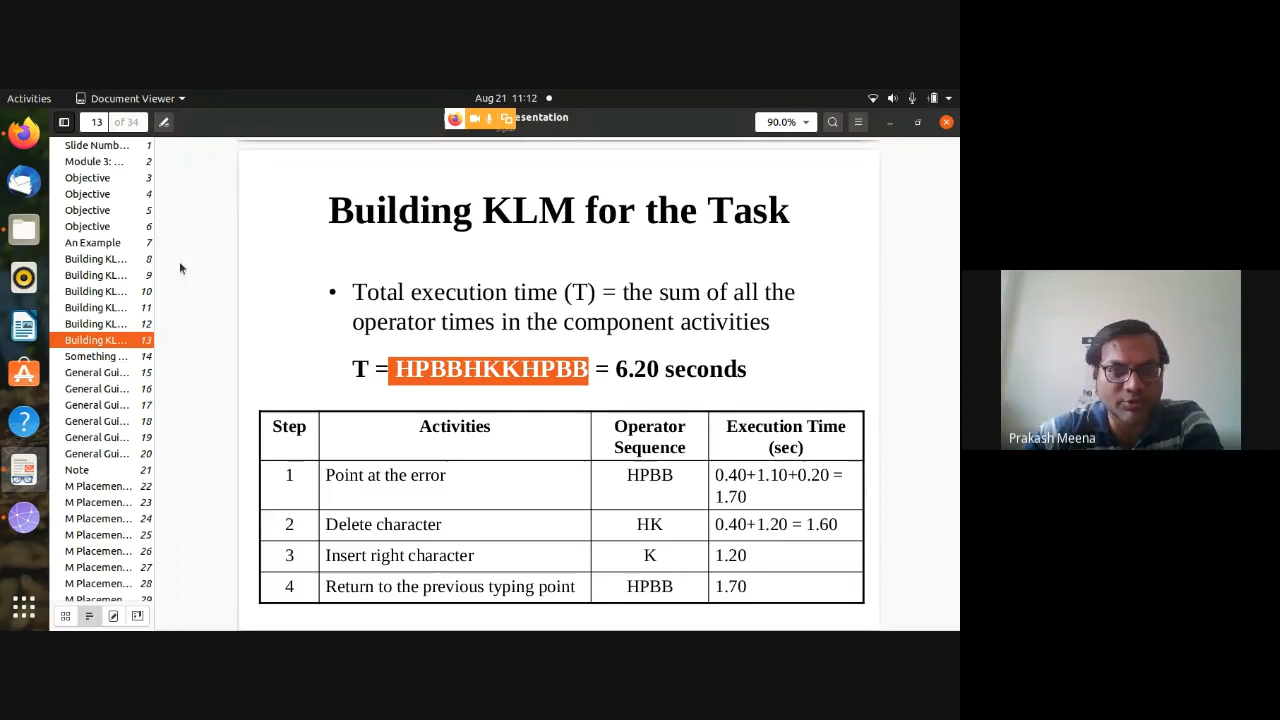 Activities
Document Viewer
Aug 21 11:12
13 of 34
esentation
90.0%
Slide Numb... 1
Module 3: ... 2
Objective 3
Objective 4
Objective 5
Objective 6
An Example 7
Building KL... 8
Building KL... 9
Building KL... 10
Building KL... 11
Building KL... 12
Building KL... 13
Something ... 14
General Gui... 15
General Gui... 16
General Gui... 17
General Gui... 18
General Gui... 19
General Gui... 20
Note 21
M Placemen... 22
M Placemen... 23
M Placemen... 24
M Placemen... 25
M Placemen... 26
M Placemen... 27
M Placemen... 28
M Placemen... 29
Building KLM for the Task
• Total execution time (T) = the sum of all the
operator times in the component activities
T = HPBBHKKHPBB = 6.20 seconds
Step Activities Operator Sequence Execution Time (sec)
1 Point at the error HPBB 0.40+1.10+0.20 = 1.70
2 Delete character HK 0.40+1.20 = 1.60
3 Insert right character K 1.20
4 Return to the previous typing point HPBB 1.70
Prakash Meena